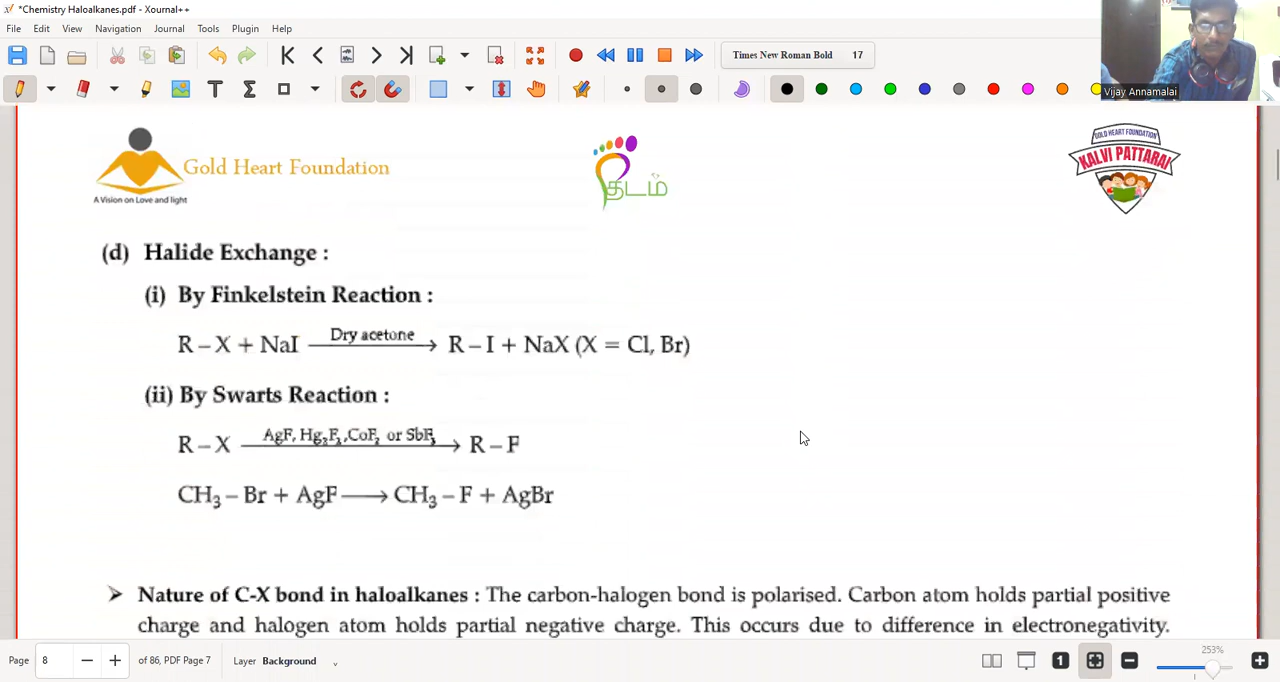 *Chemistry Haloalkanes.pdf - Xournal++
File Edit View Navigation Journal Tools Plugin Help
Times New Roman Bold 17
Vijay Annamalai
Gold Heart Foundation
A Vision on Love and light
தடம்
GOLD HEART FOUNDATION
KALVI PATTARAI
(d) Halide Exchange :
(i) By Finkelstein Reaction :
R – X + NaI —Dry acetone→ R – I + NaX (X = Cl, Br)
(ii) By Swarts Reaction :
R – X —AgF, Hg₂F₂, CoF₂ or SbF₃→ R – F
CH₃ – Br + AgF ⟶ CH₃ – F + AgBr
➤ Nature of C-X bond in haloalkanes : The carbon-halogen bond is polarised. Carbon atom holds partial positive
charge and halogen atom holds partial negative charge. This occurs due to difference in electronegativity.
Page 8 of 86, PDF Page 7 Layer Background 253%